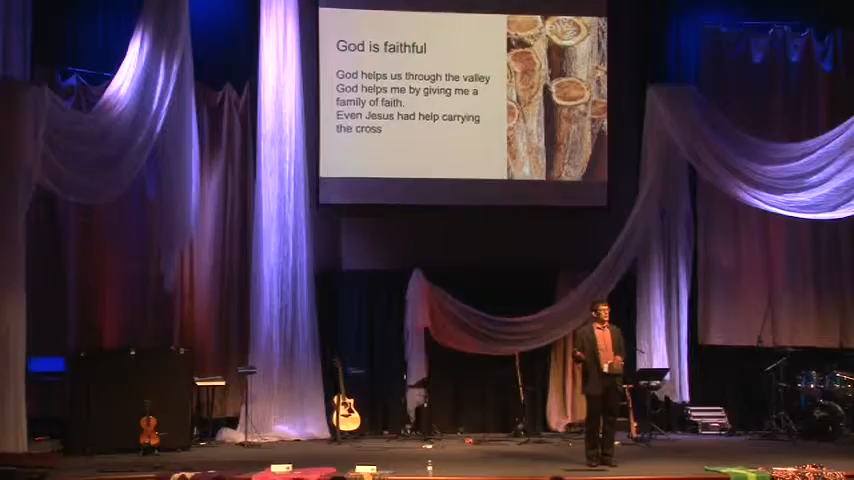 God is faithful
God helps us through the valley
God helps me by giving me a
family of faith.
Even Jesus had help carrying
the cross